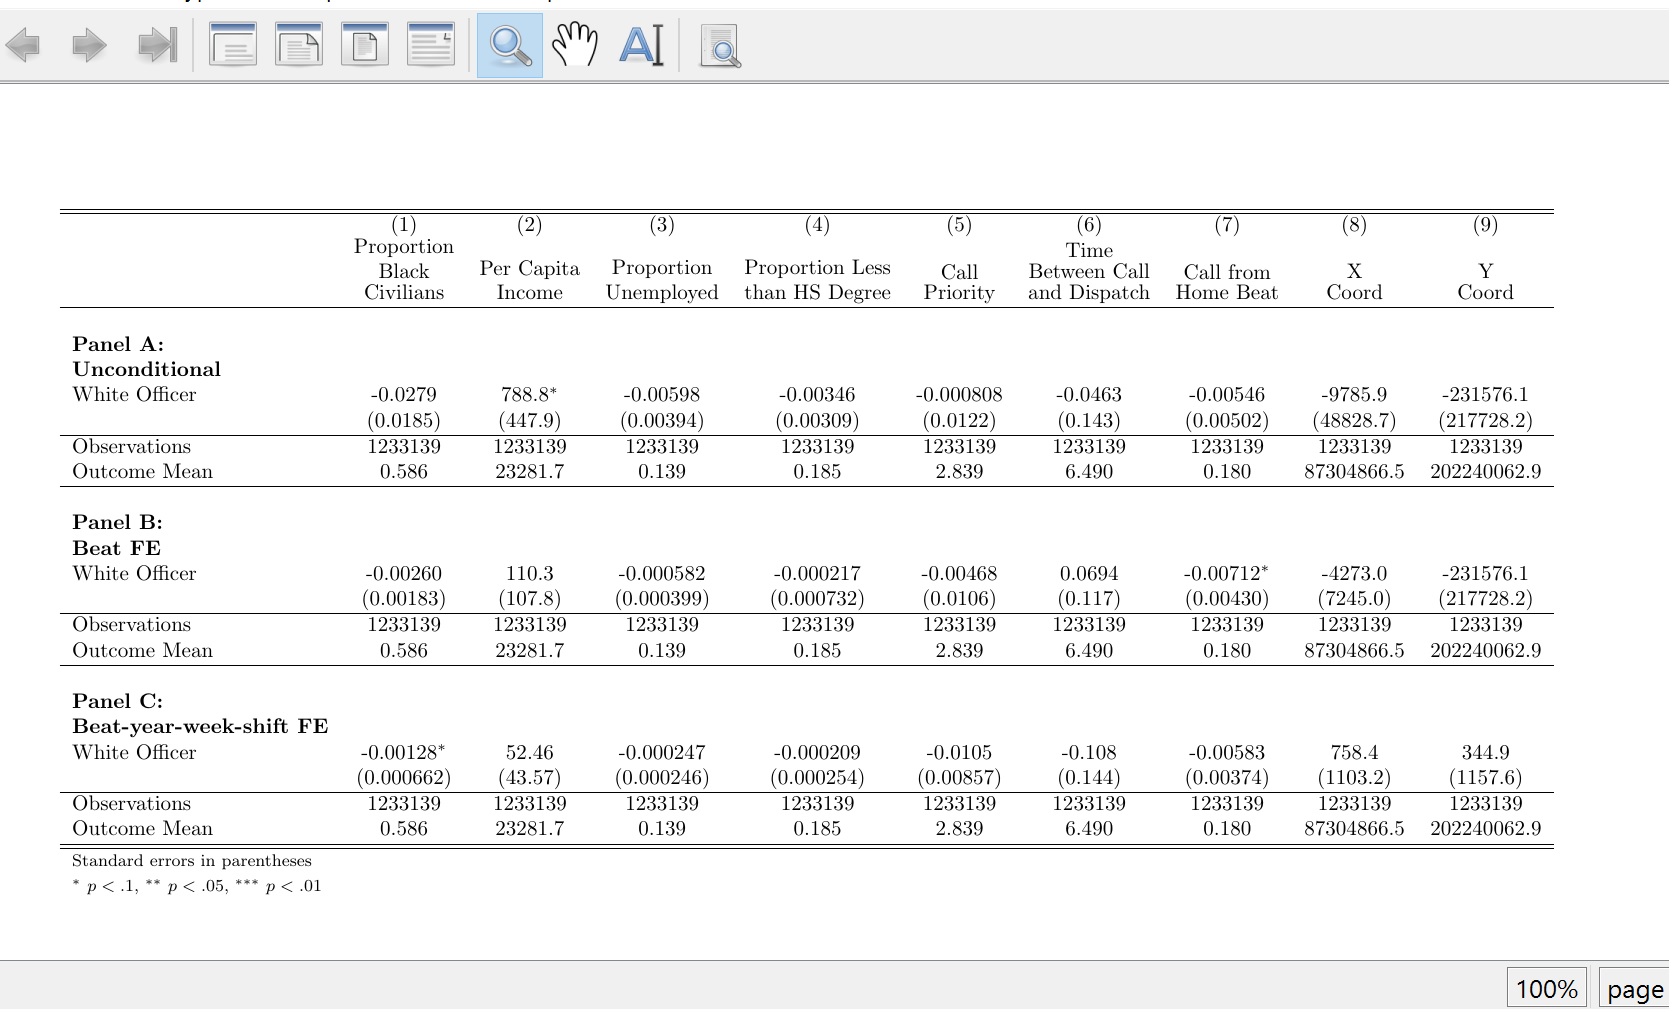 (1) (2) (3) (4) (5) (6) (7) (8) (9)
Proportion Black Civilians Per Capita Income Proportion Unemployed Proportion Less than HS Degree Call Priority Time Between Call and Dispatch Call from Home Beat X Coord Y Coord
Panel A:
Unconditional
White Officer -0.0279 788.8* -0.00598 -0.00346 -0.000808 -0.0463 -0.00546 -9785.9 -231576.1
(0.0185) (447.9) (0.00394) (0.00309) (0.0122) (0.143) (0.00502) (48828.7) (217728.2)
Observations 1233139 1233139 1233139 1233139 1233139 1233139 1233139 1233139 1233139
Outcome Mean 0.586 23281.7 0.139 0.185 2.839 6.490 0.180 87304866.5 202240062.9
Panel B:
Beat FE
White Officer -0.00260 110.3 -0.000582 -0.000217 -0.00468 0.0694 -0.00712* -4273.0 -231576.1
(0.00183) (107.8) (0.000399) (0.000732) (0.0106) (0.117) (0.00430) (7245.0) (217728.2)
Observations 1233139 1233139 1233139 1233139 1233139 1233139 1233139 1233139 1233139
Outcome Mean 0.586 23281.7 0.139 0.185 2.839 6.490 0.180 87304866.5 202240062.9
Panel C:
Beat-year-week-shift FE
White Officer -0.00128* 52.46 -0.000247 -0.000209 -0.0105 -0.108 -0.00583 758.4 344.9
(0.000662) (43.57) (0.000246) (0.000254) (0.00857) (0.144) (0.00374) (1103.2) (1157.6)
Observations 1233139 1233139 1233139 1233139 1233139 1233139 1233139 1233139 1233139
Outcome Mean 0.586 23281.7 0.139 0.185 2.839 6.490 0.180 87304866.5 202240062.9
Standard errors in parentheses
* p < .1, ** p < .05, *** p < .01
100% page